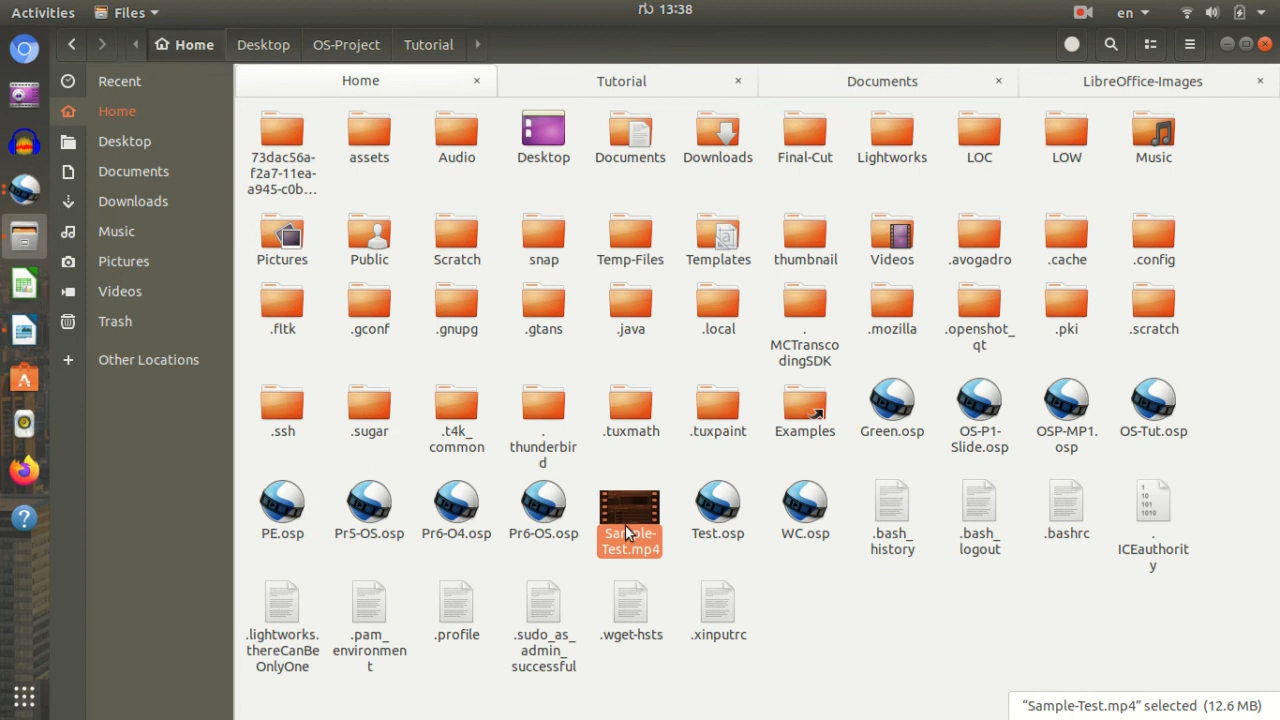 Activities
Files
ಗು 13:38
en
Home
Desktop
OS-Project
Tutorial
Home
Tutorial
Documents
LibreOffice-Images
Recent
Home
Desktop
Documents
Downloads
Music
Pictures
Videos
Trash
Other Locations
73dac56a-
f2a7-11ea-
a945-c0b…
assets
Audio
Desktop
Documents
Downloads
Final-Cut
Lightworks
LOC
LOW
Music
Pictures
Public
Scratch
snap
Temp-Files
Templates
thumbnail
Videos
.avogadro
.cache
.config
.fltk
.gconf
.gnupg
.gtans
.java
.local
.
MCTransco
dingSDK
.mozilla
.openshot_
qt
.pki
.scratch
.ssh
.sugar
.t4k_
common
.
thunderbir
d
.tuxmath
.tuxpaint
Examples
Green.osp
OS-P1-
Slide.osp
OSP-MP1.
osp
OS-Tut.osp
PE.osp
Pr5-OS.osp
Pr6-O4.osp
Pr6-OS.osp
Sample-
Test.mp4
Test.osp
WC.osp
.bash_
history
.bash_
logout
.bashrc
.
ICEauthorit
y
.lightworks.
thereCanBe
OnlyOne
.pam_
environmen
t
.profile
.sudo_as_
admin_
successful
.wget-hsts
.xinputrc
“Sample-Test.mp4” selected (12.6 MB)